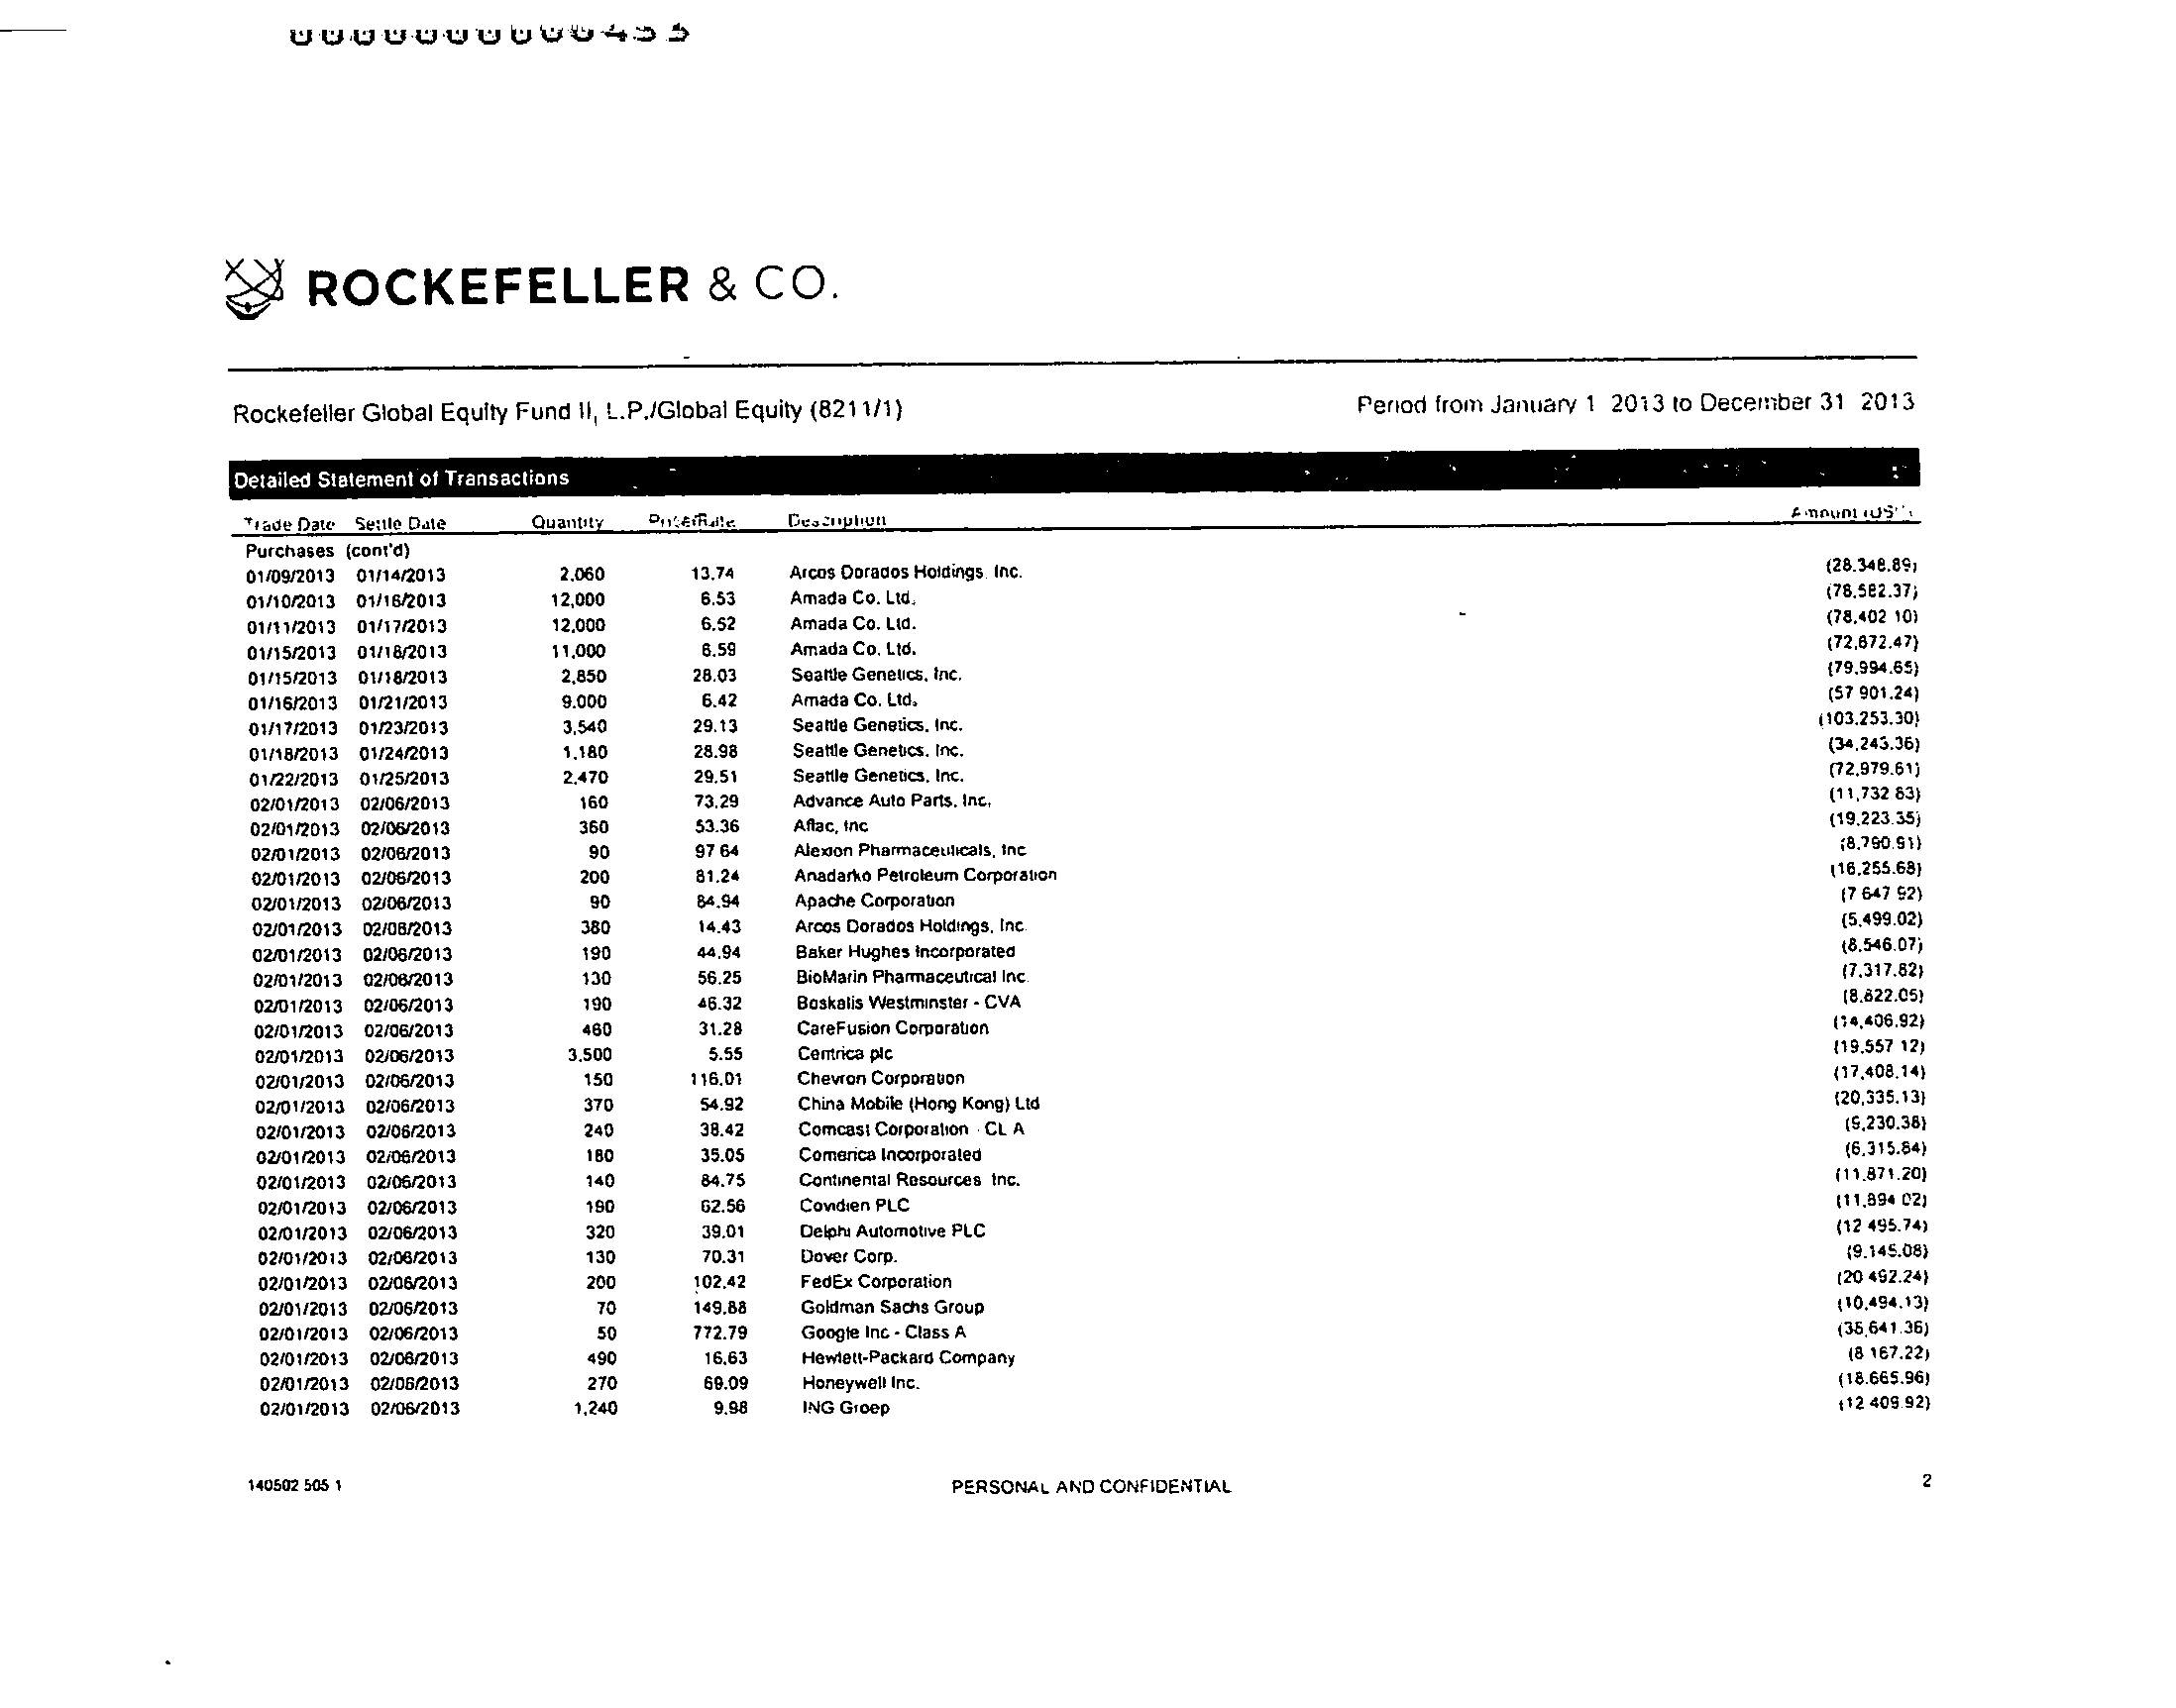 ROCKEFELLER & CO.
Rockefeller Global Equity Fund II, L.P./Global Equity (8211/1) Period from January 1 2013 to December 31 2013
Detailed Statement of Transactions
Trade Date Settle Date Quantity Price/Rate Description Amount
Purchases (cont'd)
01/09/2013 01/14/2013 2,060 13.74 Arcos Dorados Holdings, Inc. (28,348.89)
01/10/2013 01/16/2013 12,000 6.53 Amada Co. Ltd. (78,582.37)
01/11/2013 01/17/2013 12,000 6.52 Amada Co. Ltd. (78,402 10)
01/15/2013 01/18/2013 11,000 6.59 Amada Co. Ltd. (72,672.47)
01/15/2013 01/18/2013 2,850 28.03 Seattle Genetics, Inc. (79,994.65)
01/16/2013 01/21/2013 9,000 6.42 Amada Co. Ltd. (57 901.24)
01/17/2013 01/23/2013 3,540 29.13 Seattle Genetics, Inc. (103,253.30)
01/18/2013 01/24/2013 1,180 28.98 Seattle Genetics, Inc. (34,243.36)
01/22/2013 01/25/2013 2,470 29.51 Seattle Genetics, Inc. (72,979.61)
02/01/2013 02/06/2013 160 73.29 Advance Auto Parts, Inc. (11,732 63)
02/01/2013 02/06/2013 360 53.36 Aflac, Inc (19,223.35)
02/01/2013 02/06/2013 90 97 64 Alexion Pharmaceuticals, Inc (8,790.91)
02/01/2013 02/06/2013 200 81.24 Anadarko Petroleum Corporation (16,255.68)
02/01/2013 02/06/2013 90 84.94 Apache Corporation (7 647 92)
02/01/2013 02/06/2013 380 14.43 Arcos Dorados Holdings, Inc. (5,499.02)
02/01/2013 02/06/2013 190 44.94 Baker Hughes Incorporated (8,546.07)
02/01/2013 02/06/2013 130 56.25 BioMarin Pharmaceutical Inc. (7,317.62)
02/01/2013 02/06/2013 190 46.32 Boskalis Westminster - CVA (8,822.05)
02/01/2013 02/06/2013 460 31.28 CareFusion Corporation (14,406.92)
02/01/2013 02/06/2013 3,500 5.55 Centrica plc (19,557 12)
02/01/2013 02/06/2013 150 116.01 Chevron Corporation (17,408.14)
02/01/2013 02/06/2013 370 54.92 China Mobile (Hong Kong) Ltd (20,335.13)
02/01/2013 02/06/2013 240 38.42 Comcast Corporation - CL A (9,230.38)
02/01/2013 02/06/2013 180 35.05 Comerica Incorporated (6,315.84)
02/01/2013 02/06/2013 140 84.75 Continental Resources Inc. (11,871.20)
02/01/2013 02/06/2013 190 62.56 Covidien PLC (11,894 02)
02/01/2013 02/06/2013 320 39.01 Delphi Automotive PLC (12 495.74)
02/01/2013 02/06/2013 130 70.31 Dover Corp. (9,145.08)
02/01/2013 02/06/2013 200 102.42 FedEx Corporation (20 492.24)
02/01/2013 02/06/2013 70 149.88 Goldman Sachs Group (10,494.13)
02/01/2013 02/06/2013 50 772.79 Google Inc - Class A (38,641.36)
02/01/2013 02/06/2013 490 16.63 Hewlett-Packard Company (8 167.22)
02/01/2013 02/06/2013 270 69.09 Honeywell Inc. (18,665.96)
02/01/2013 02/06/2013 1,240 9.98 ING Groep (12 409.92)
140502 505 1 PERSONAL AND CONFIDENTIAL 2